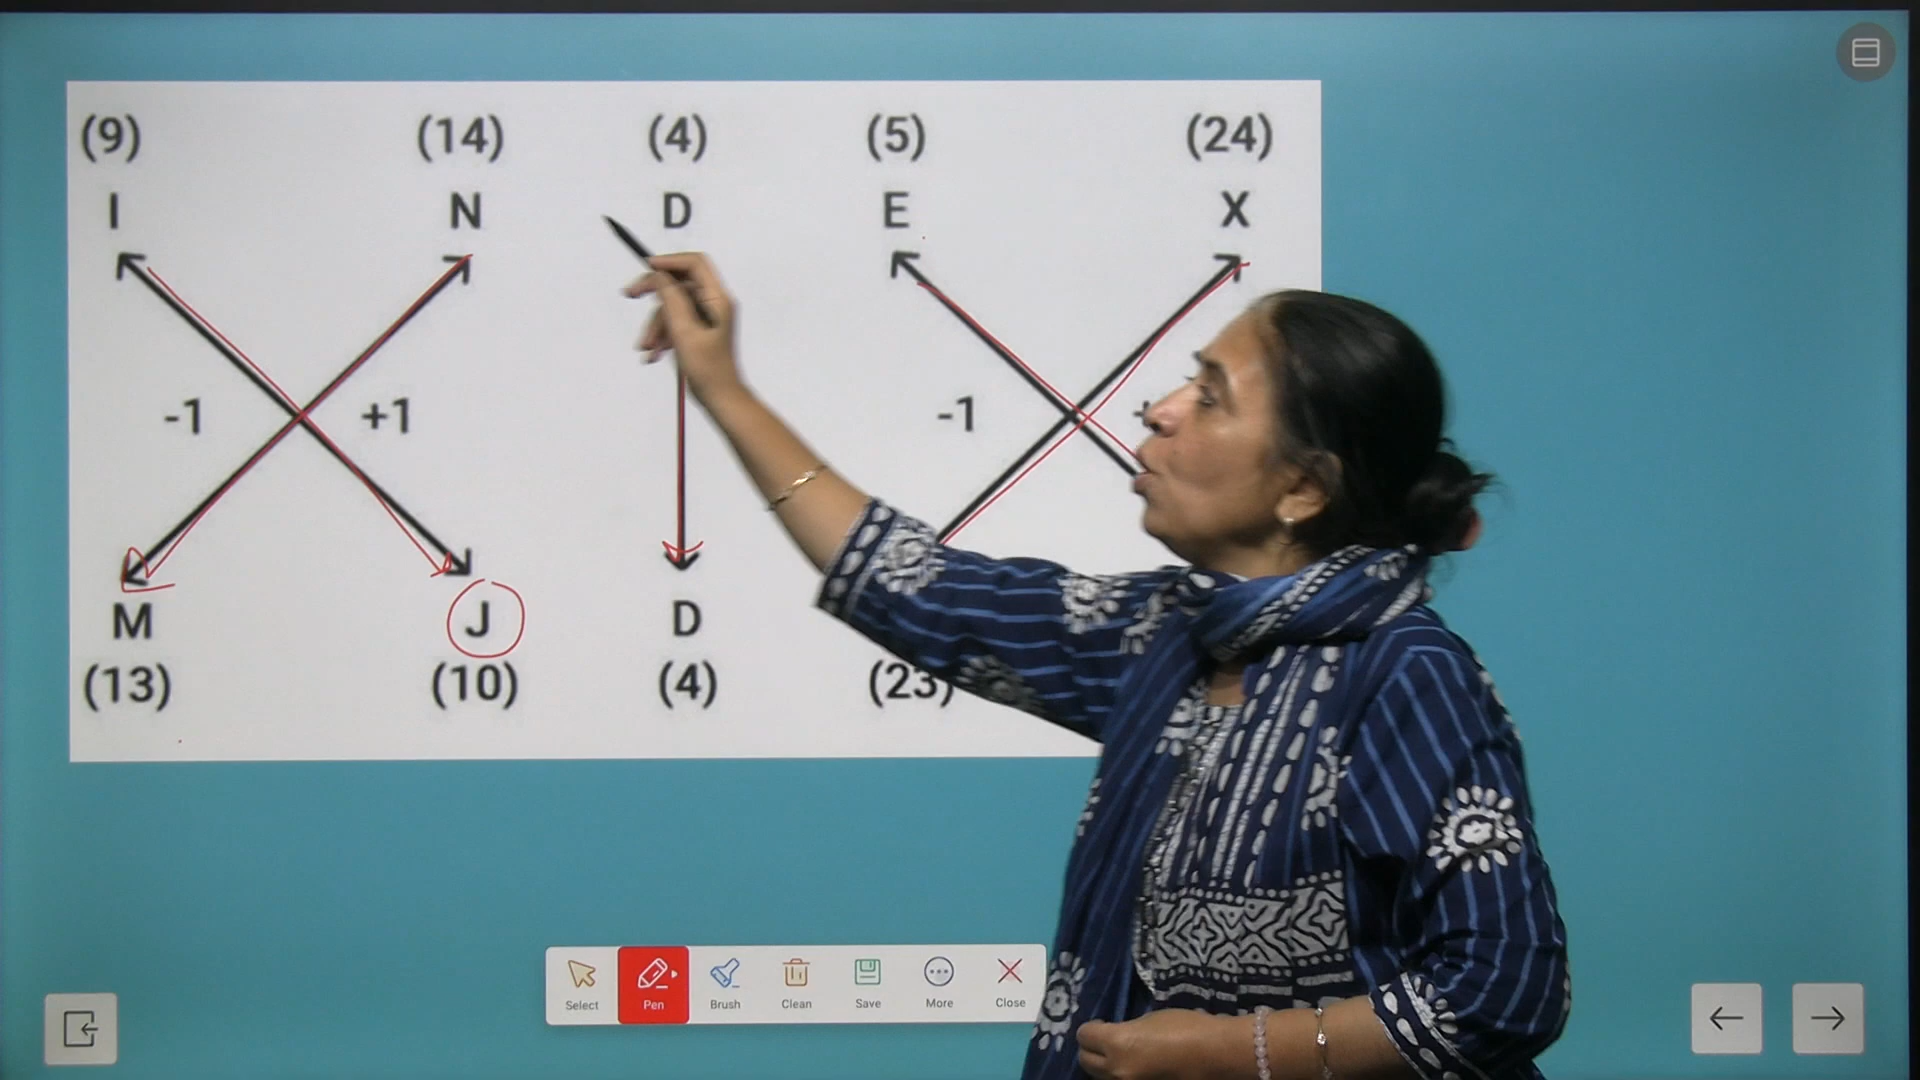 (9) (14) (4) (5) (24)
I N D E X
-1 +1 -1
M J D
(13) (10) (4) (23)
Select Pen Brush Clean Save More Close